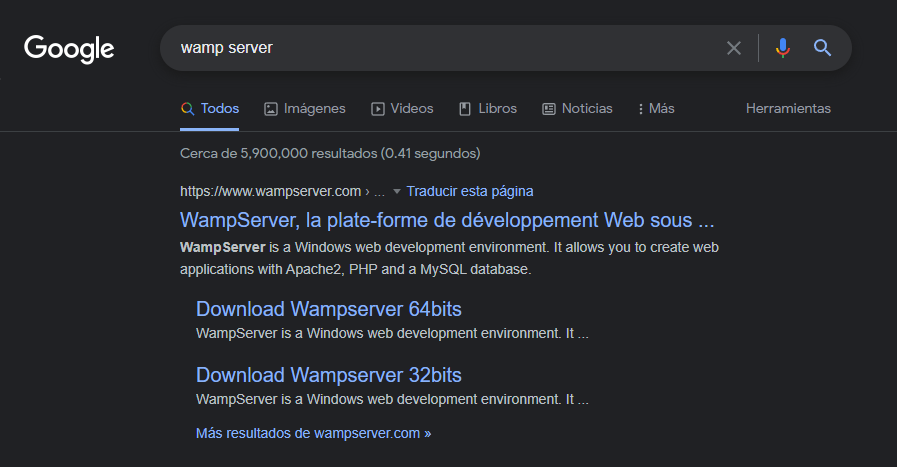 Google
wamp server
Todos Imágenes Videos Libros Noticias Más Herramientas
Cerca de 5,900,000 resultados (0.41 segundos)
https://www.wampserver.com › ... Traducir esta página
WampServer, la plate-forme de développement Web sous ...
WampServer is a Windows web development environment. It allows you to create web
applications with Apache2, PHP and a MySQL database.
Download Wampserver 64bits
WampServer is a Windows web development environment. It ...
Download Wampserver 32bits
WampServer is a Windows web development environment. It ...
Más resultados de wampserver.com »